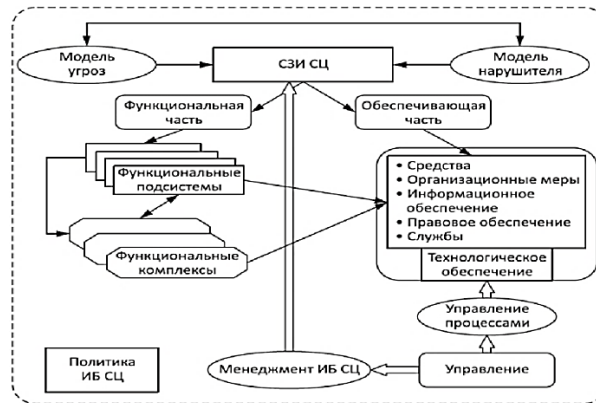 Модель
угроз
СЗИ СЦ
Модель
нарушителя
Функциональная
часть
Обеспечивающая
часть
Функциональные
подсистемы
Функциональные
комплексы
• Средства
• Организационные меры
• Информационное
обеспечение
• Правовое обеспечение
• Службы
Технологическое
обеспечение
Управление
процессами
Политика
ИБ СЦ
Менеджмент ИБ СЦ
Управление